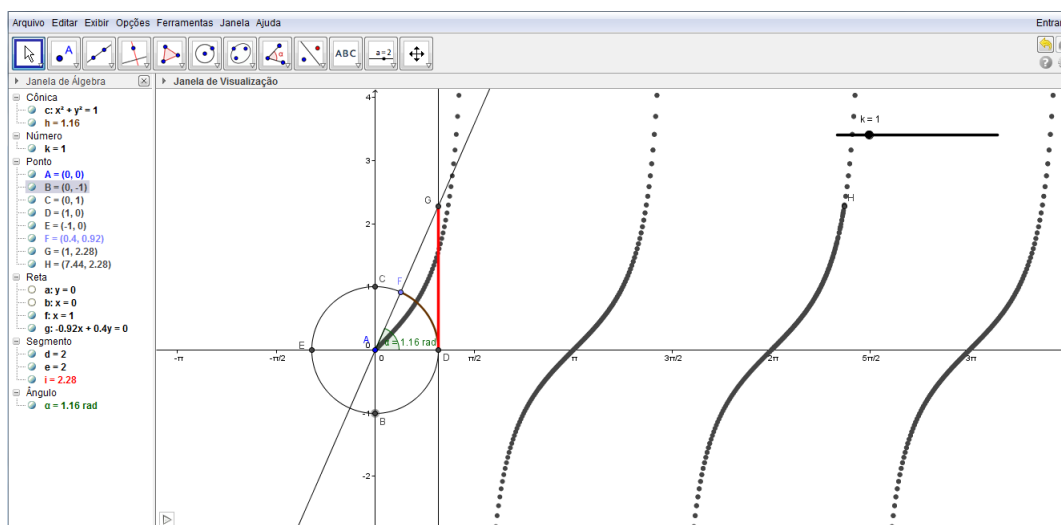 Arquivo Editar Exibir Opções Ferramentas Janela Ajuda
Entrar
A
ABC
a=2
Janela de Álgebra
Janela de Visualização
Cônica
c: x² + y² = 1
h = 1.16
Número
k = 1
Ponto
A = (0, 0)
B = (0, -1)
C = (0, 1)
D = (1, 0)
E = (-1, 0)
F = (0.4, 0.92)
G = (1, 2.28)
H = (7.44, 2.28)
Reta
a: y = 0
b: x = 0
f: x = 1
g: -0.92x + 0.4y = 0
Segmento
d = 2
e = 2
i = 2.28
Ângulo
α = 1.16 rad
4
k = 1
3
G
H
2
C
F
1
A
0
α = 1.16 rad
E
D
-π
-π/2
0
π/2
π
3π/2
2π
5π/2
3π
-1
B
-2